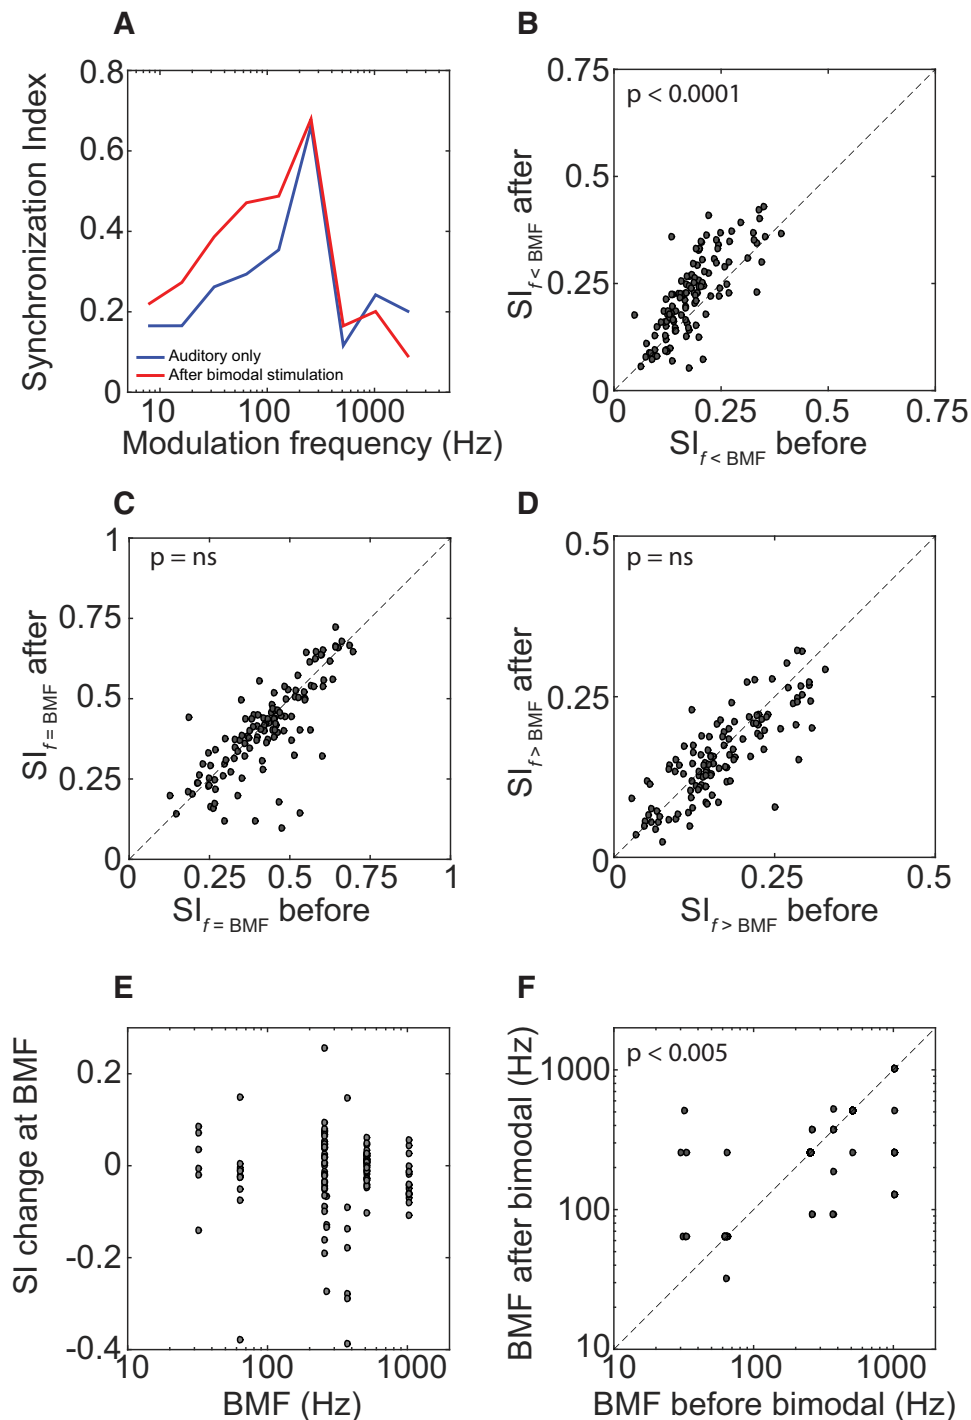 A
0.8
0.6
0.4
0.2
0
Synchronization Index
Auditory only
After bimodal stimulation
10
100
1000
Modulation frequency (Hz)
B
p < 0.0001
0.75
0.5
0.25
0
SI f < BMF after
0
0.25
0.5
0.75
SI f < BMF before
C
p = ns
1
0.75
0.5
0.25
0
SI f = BMF after
0
0.25
0.5
0.75
1
SI f = BMF before
D
p = ns
0.5
0.25
0
SI f > BMF after
0
0.25
0.5
SI f > BMF before
E
0.2
0
-0.2
-0.4
SI change at BMF
10
100
1000
BMF (Hz)
F
p < 0.005
1000
100
10
BMF after bimodal (Hz)
10
100
1000
BMF before bimodal (Hz)